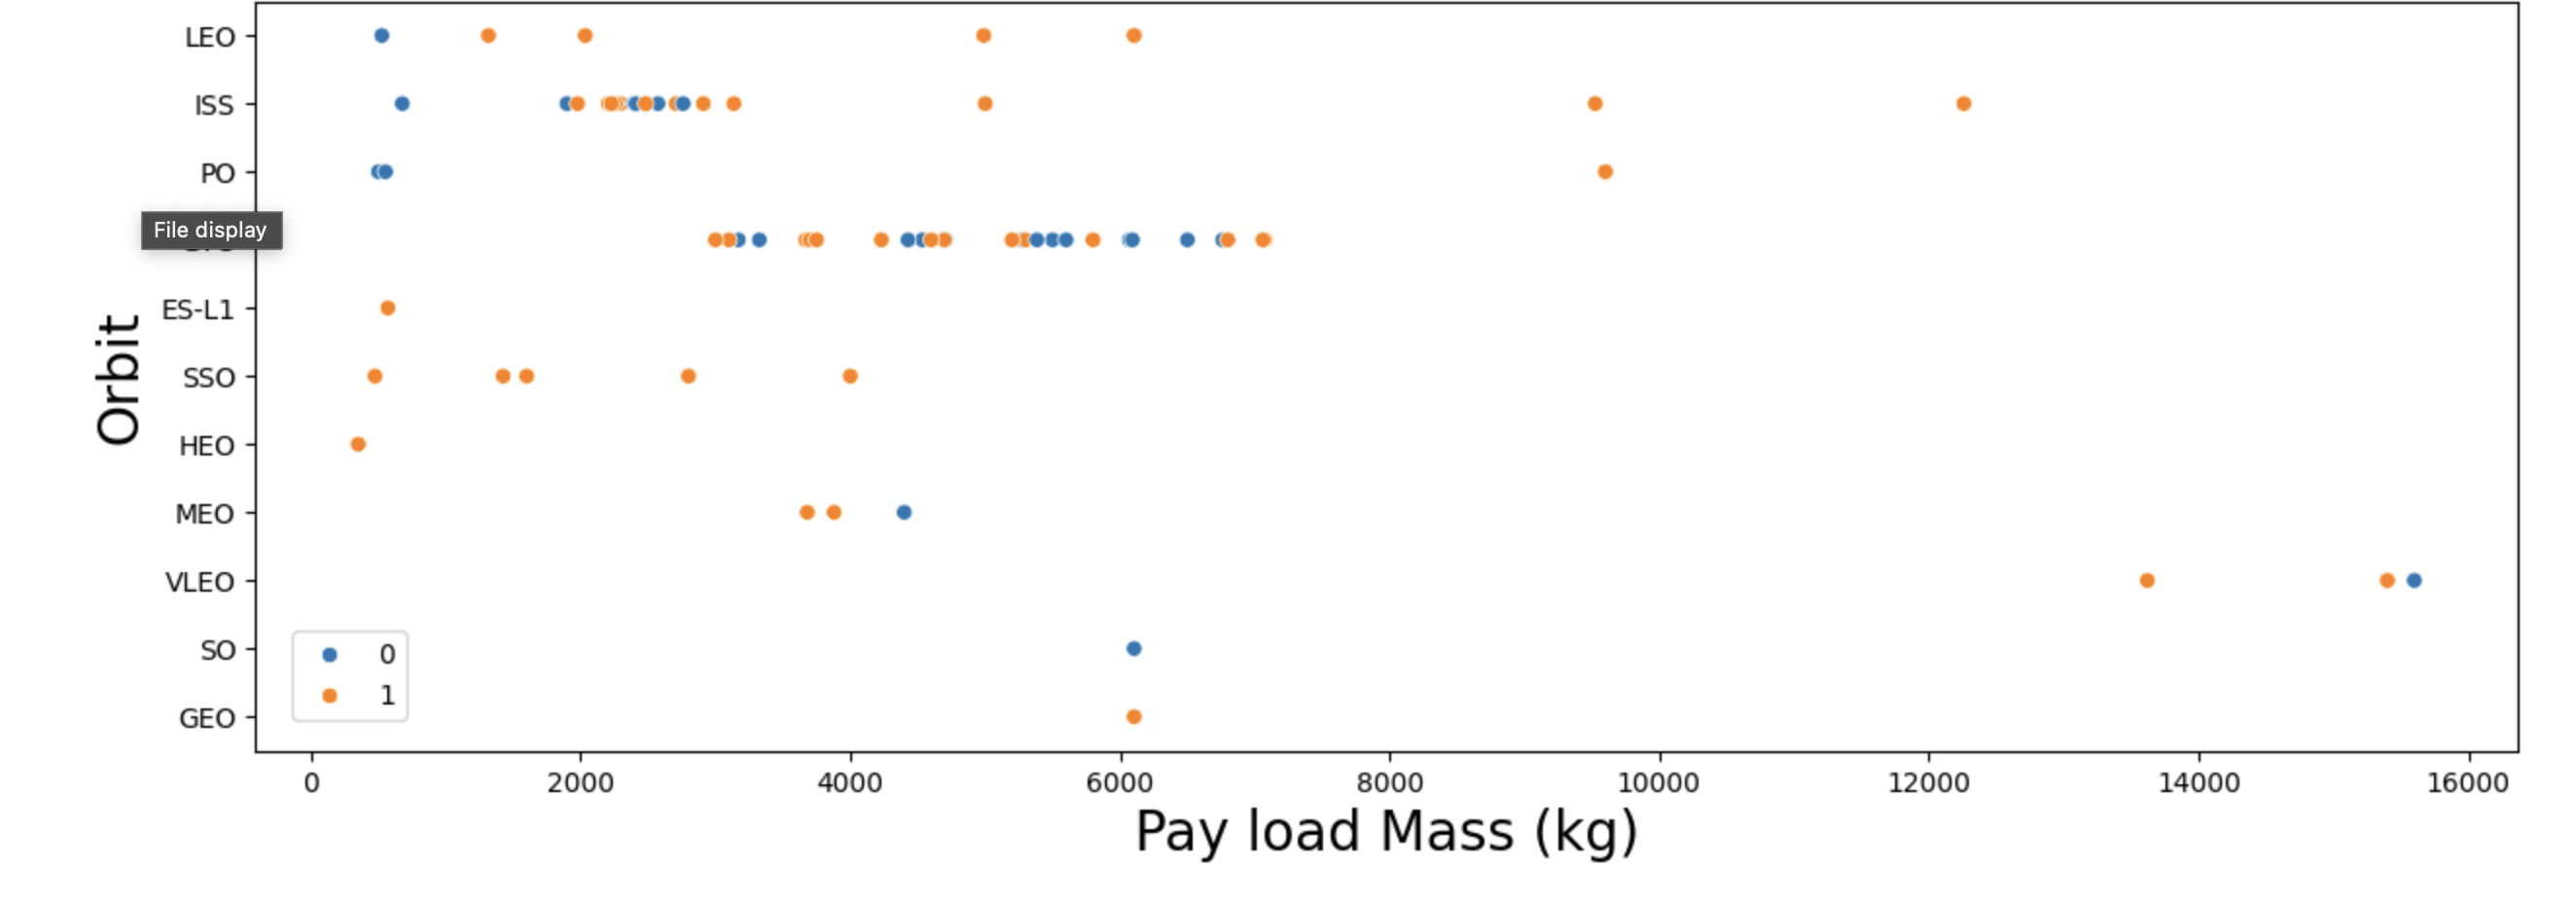 LEO
ISS
PO
File display
ES-L1
SSO
HEO
MEO
VLEO
SO
GEO
Orbit
0
1
0 2000 4000 6000 8000 10000 12000 14000 16000
Pay load Mass (kg)